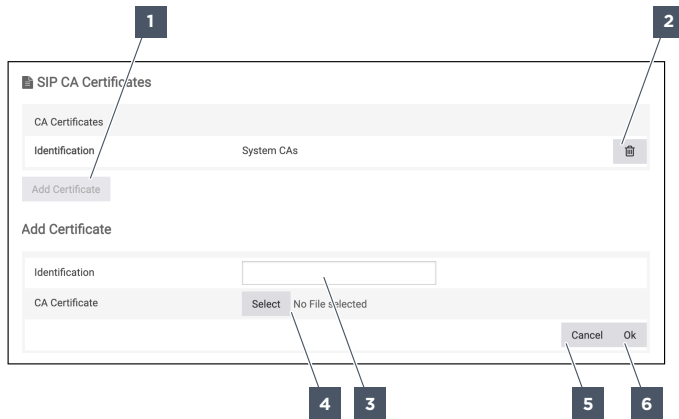 1
2
SIP CA Certificates
CA Certificates
Identification System CAs
Add Certificate
Add Certificate
Identification
CA Certificate Select No File selected
Cancel Ok
4
3
5
6